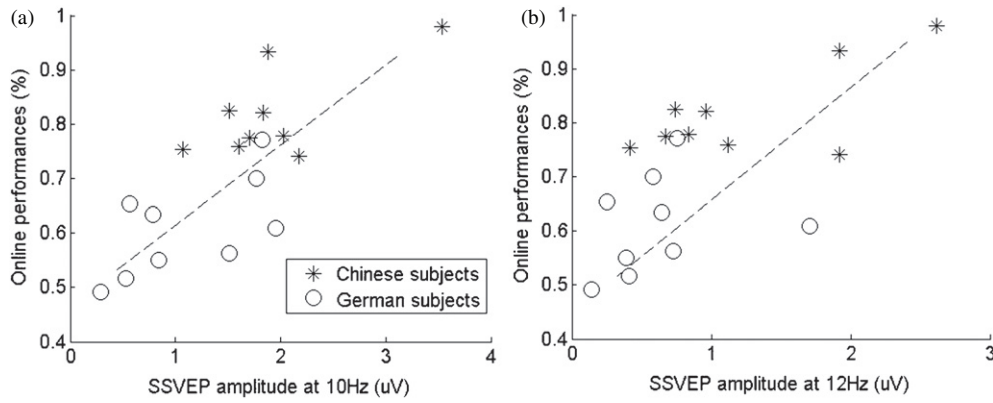 (a)
Online performances (%)
1
0.9
0.8
0.7
0.6
0.5
0.4
0
1
2
3
4
SSVEP amplitude at 10Hz (uV)
Chinese subjects
German subjects
(b)
Online performances (%)
1
0.9
0.8
0.7
0.6
0.5
0.4
0
1
2
3
SSVEP amplitude at 12Hz (uV)